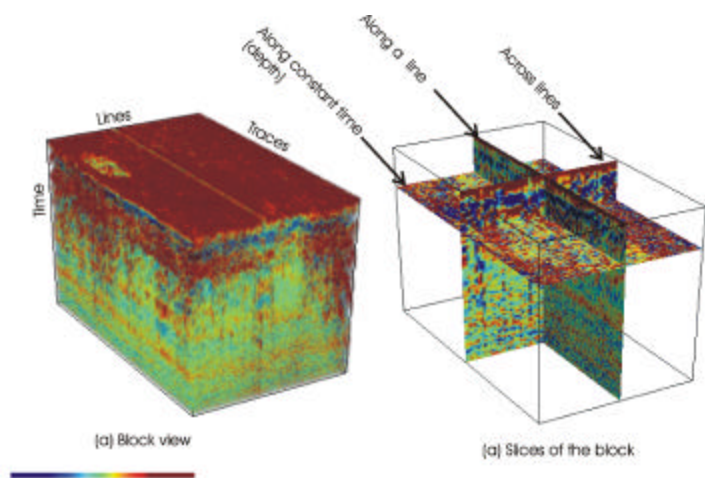 Lines
Traces
Time
(a) Block view
Along constant time
(depth)
Along a line
Across lines
(a) Slices of the block